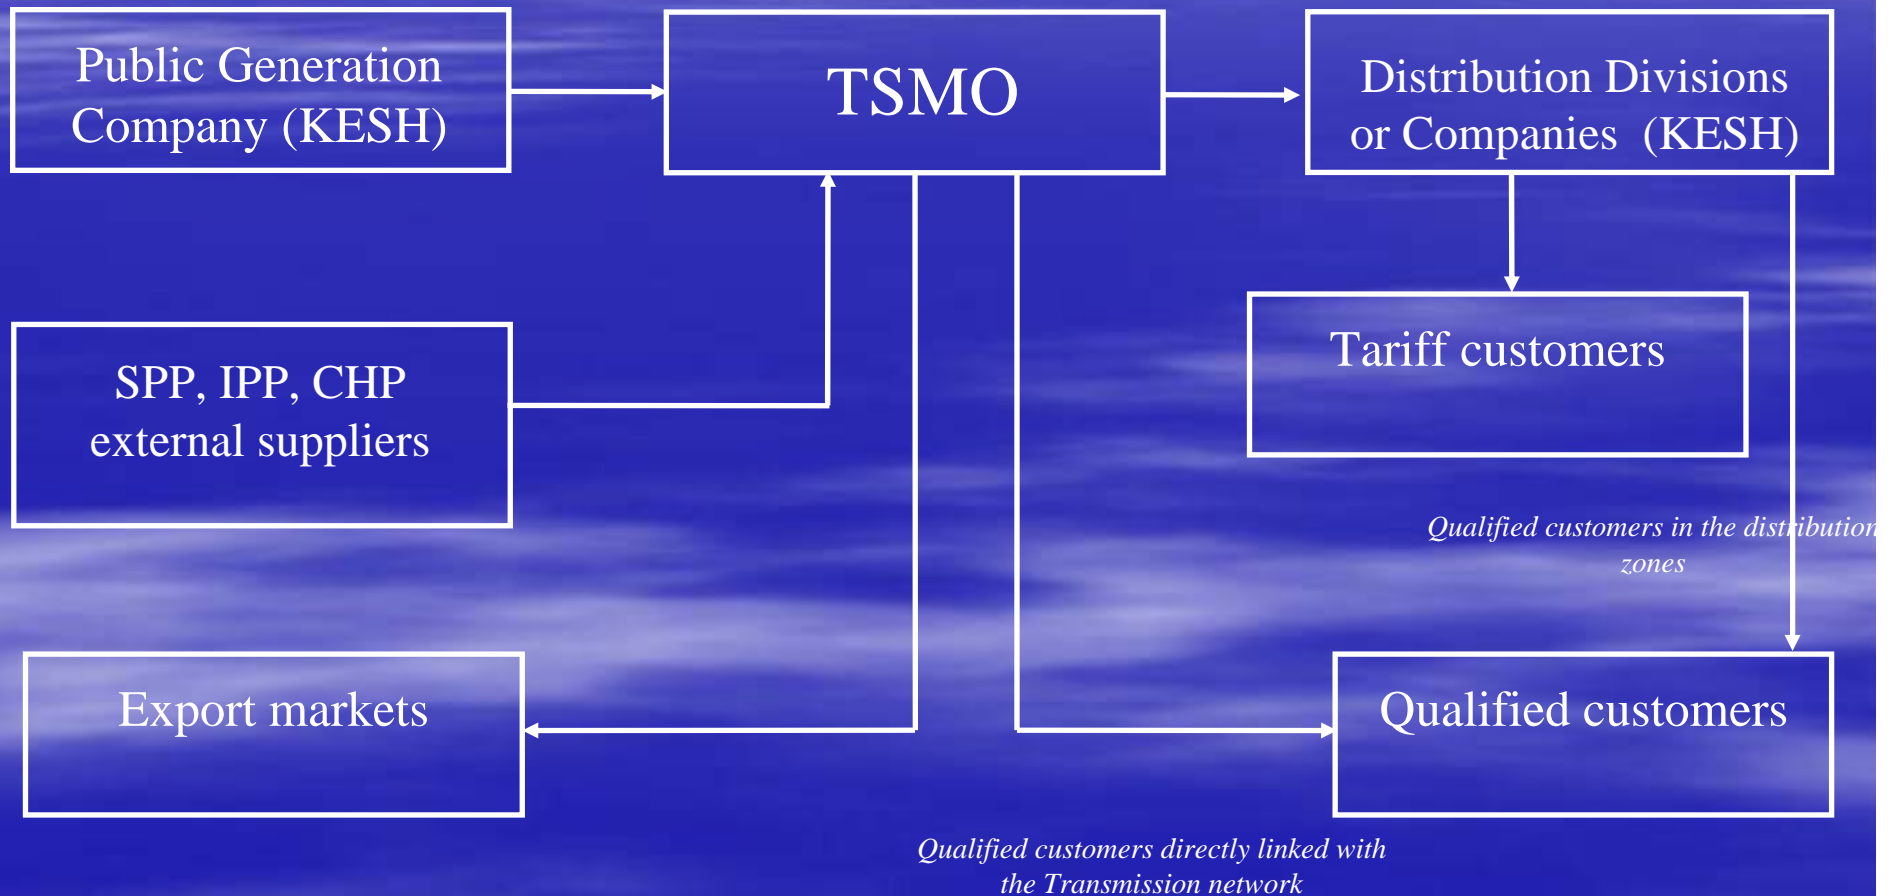 Public Generation
Company (KESH)
TSMO
Distribution Divisions
or Companies (KESH)
Tariff customers
SPP, IPP, CHP
external suppliers
Qualified customers in the distribution
zones
Export markets
Qualified customers
Qualified customers directly linked with
the Transmission network